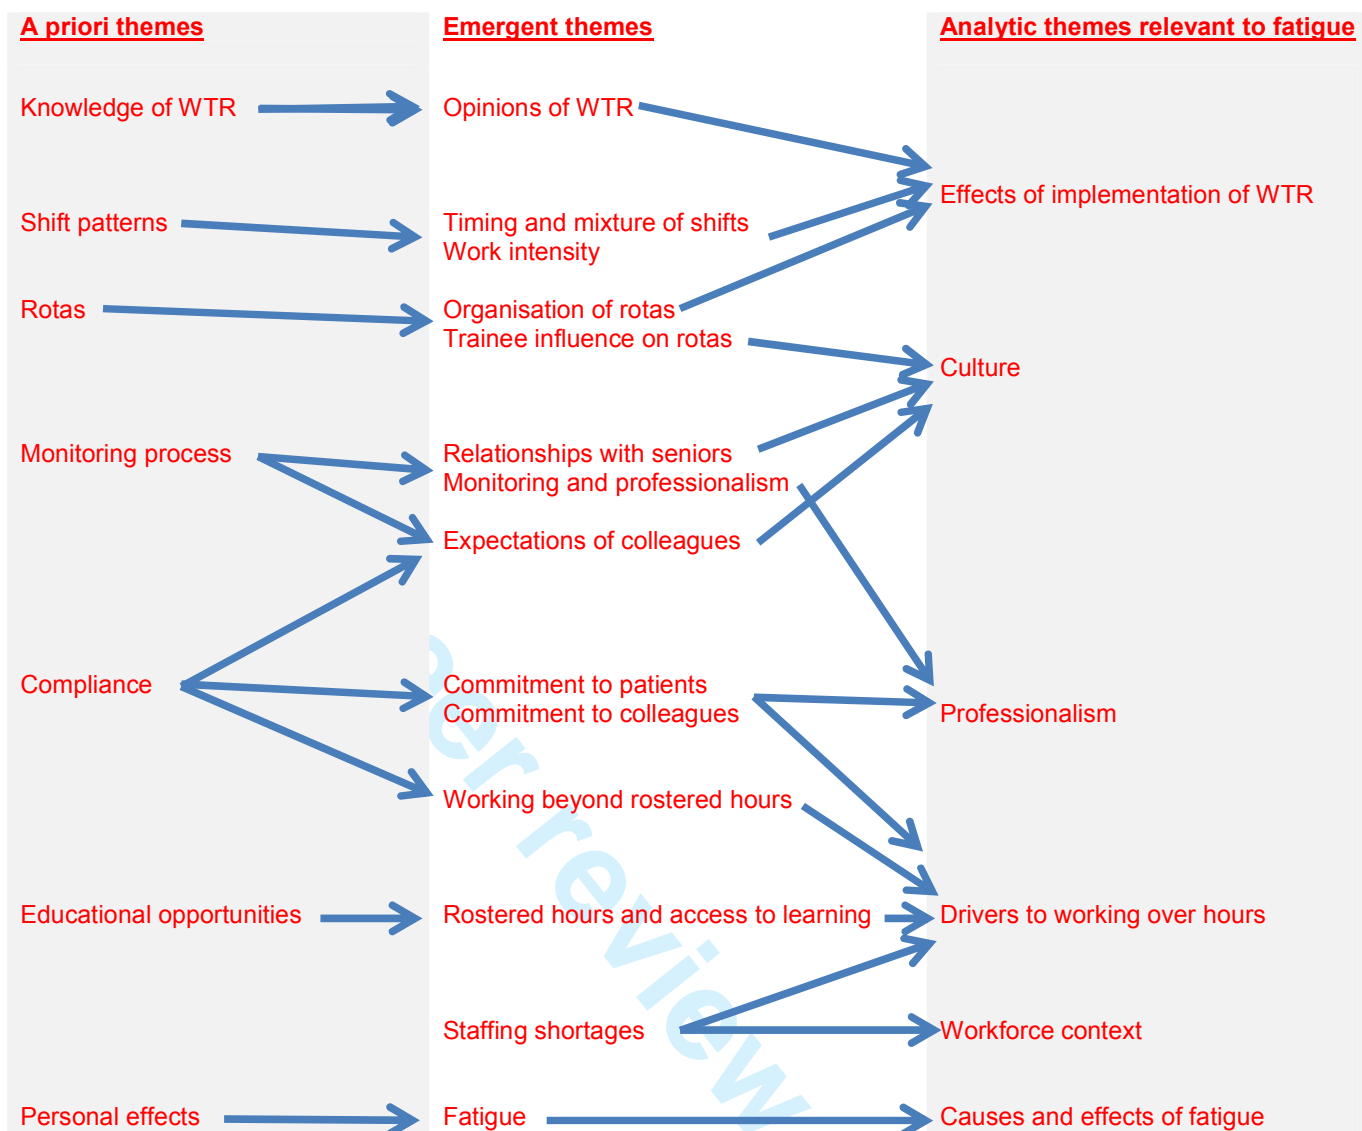 A priori themes
Emergent themes
Analytic themes relevant to fatigue
Knowledge of WTR
Opinions of WTR
Effects of implementation of WTR
Shift patterns
Timing and mixture of shifts
Work intensity
Rotas
Organisation of rotas
Trainee influence on rotas
Culture
Monitoring process
Relationships with seniors
Monitoring and professionalism
Expectations of colleagues
Compliance
Commitment to patients
Commitment to colleagues
Professionalism
Working beyond rostered hours
Educational opportunities
Rostered hours and access to learning
Drivers to working over hours
Staffing shortages
Workforce context
Personal effects
Fatigue
Causes and effects of fatigue
review